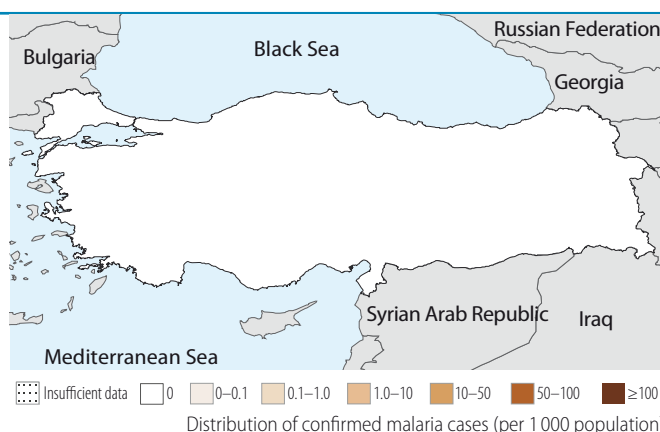 Russian Federation
Black Sea
Bulgaria
Georgia
Syrian Arab Republic
Iraq
Mediterranean Sea
Insufficient data 0 0–0.1 0.1–1.0 1.0–10 10–50 50–100 ≥100
Distribution of confirmed malaria cases (per 1 000 population